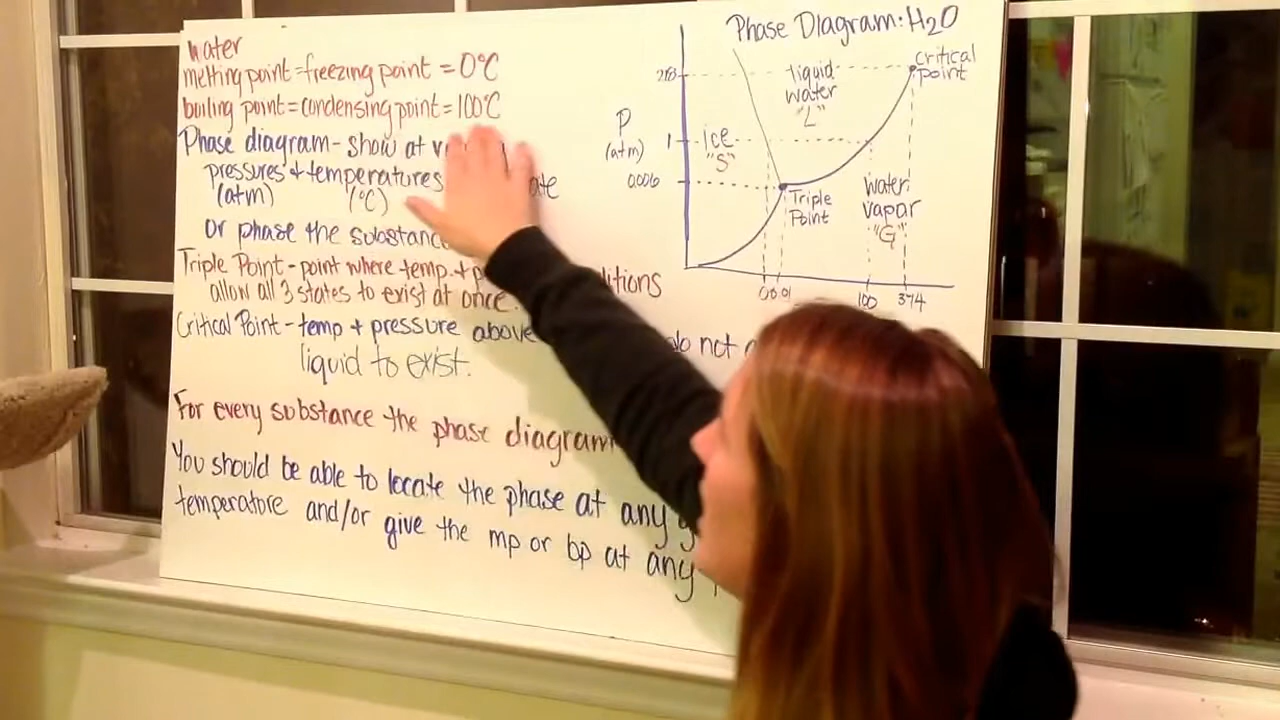 Water
melting point = freezing point = 0°C
boiling point = condensing point = 100°C
Phase diagram - show at
pressures + temperatures
(atm) (°C)
or phase the substance
Triple Point - point where temp. +
allow all 3 states to exist at once.
Critical Point - temp + pressure above do not
liquid to exist.
For every substance the phase diagram
You should be able to locate the phase at any
temperature and/or give the mp or bp at any
Phase Diagram: H2O
critical
point
liquid
water
"L"
P
(atm)
1
ice
"S"
0.006
Triple
Point
water
vapar
"G"
0 0.01 100 374